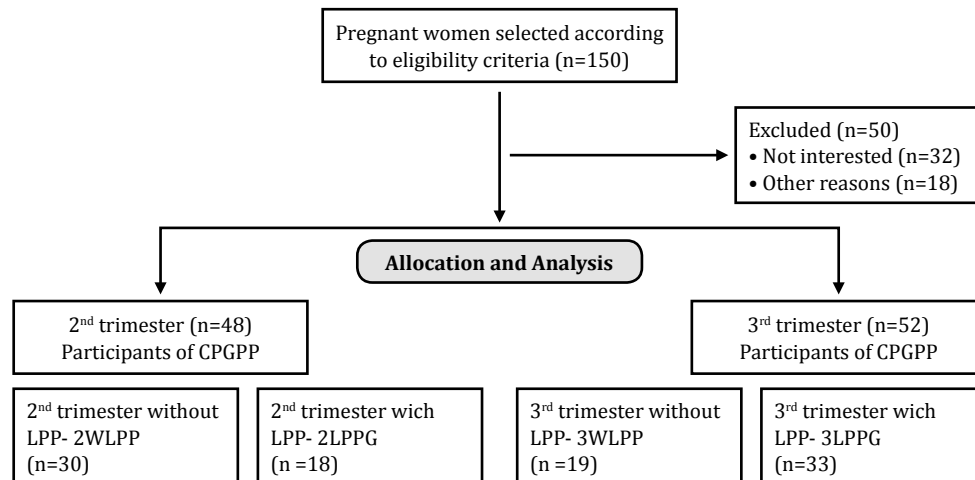 Pregnant women selected according
to eligibility criteria (n=150)
Excluded (n=50)
• Not interested (n=32)
• Other reasons (n=18)
Allocation and Analysis
2nd trimester (n=48)
Participants of CPGPP
3rd trimester (n=52)
Participants of CPGPP
2nd trimester without
LPP- 2WLPP
(n=30)
2nd trimester wich
LPP- 2LPPG
(n =18)
3rd trimester without
LPP- 3WLPP
(n =19)
3rd trimester wich
LPP- 3LPPG
(n=33)